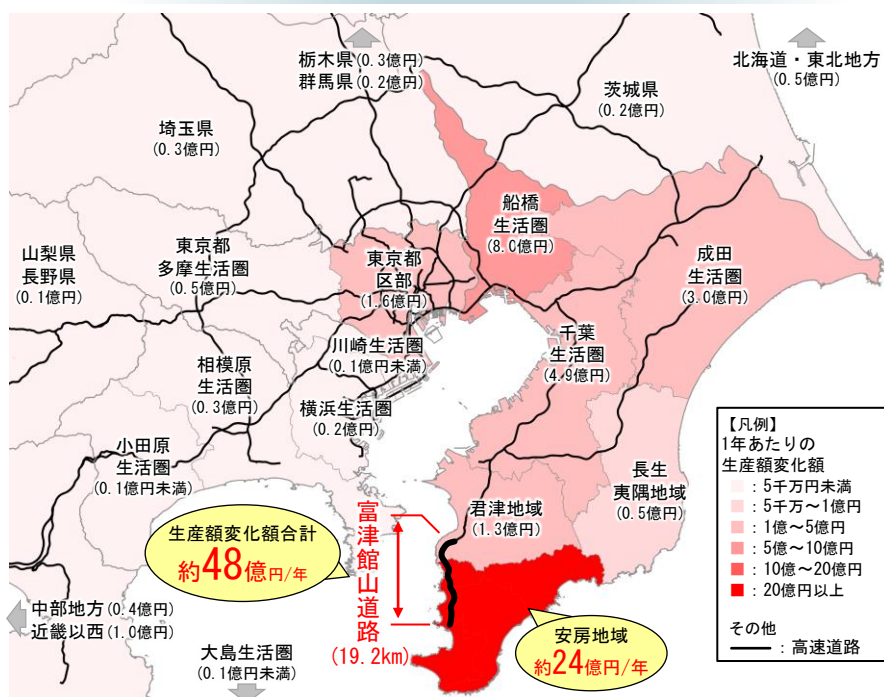 栃木県(0.3億円)
群馬県(0.2億円)
北海道・東北地方
(0.5億円)
茨城県
(0.2億円)
埼玉県
(0.3億円)
船橋
生活圏
(8.0億円)
山梨県
長野県
(0.1億円)
東京都
多摩生活圏
(0.5億円)
東京都
区部
(1.6億円)
成田
生活圏
(3.0億円)
川崎生活圏
(0.1億円未満)
千葉
生活圏
(4.9億円)
相模原
生活圏
(0.3億円)
横浜生活圏
(0.2億円)
小田原
生活圏
(0.1億円未満)
長生
夷隅地域
(0.5億円)
君津地域
(1.3億円)
生産額変化額合計
約48億円/年
富津館山道路
(19.2km)
安房地域
約24億円/年
中部地方(0.4億円)
近畿以西(1.0億円)
大島生活圏
(0.1億円未満)
【凡例】
1年あたりの
生産額変化額
:5千万円未満
:5千万~1億円
:1億~5億円
:5億~10億円
:10億~20億円
:20億円以上
その他
:高速道路